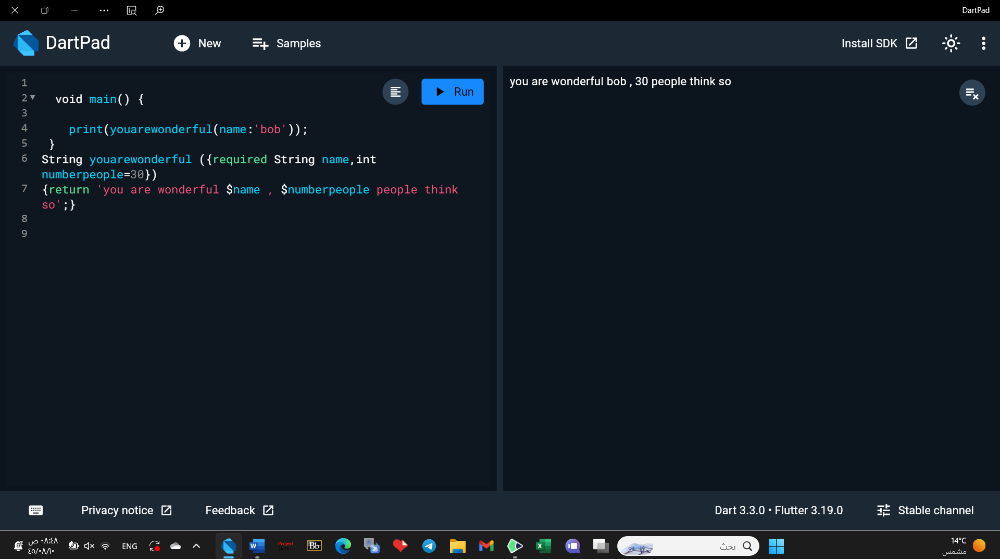 DartPad
DartPad
New
Samples
Install SDK
1
2 void main() {
3
4 print(youarewonderful(name:'bob'));
5 }
6 String youarewonderful ({required String name,int
numberpeople=30})
7 {return 'you are wonderful $name , $numberpeople people think
so';}
8
9
Run
you are wonderful bob , 30 people think so
Privacy notice
Feedback
Dart 3.3.0 • Flutter 3.19.0
Stable channel
٠٨:٤٨ ص
٤٥/٠٨/١٠
ENG
W
Project
Bb
X
بحث
14°C
مشمس